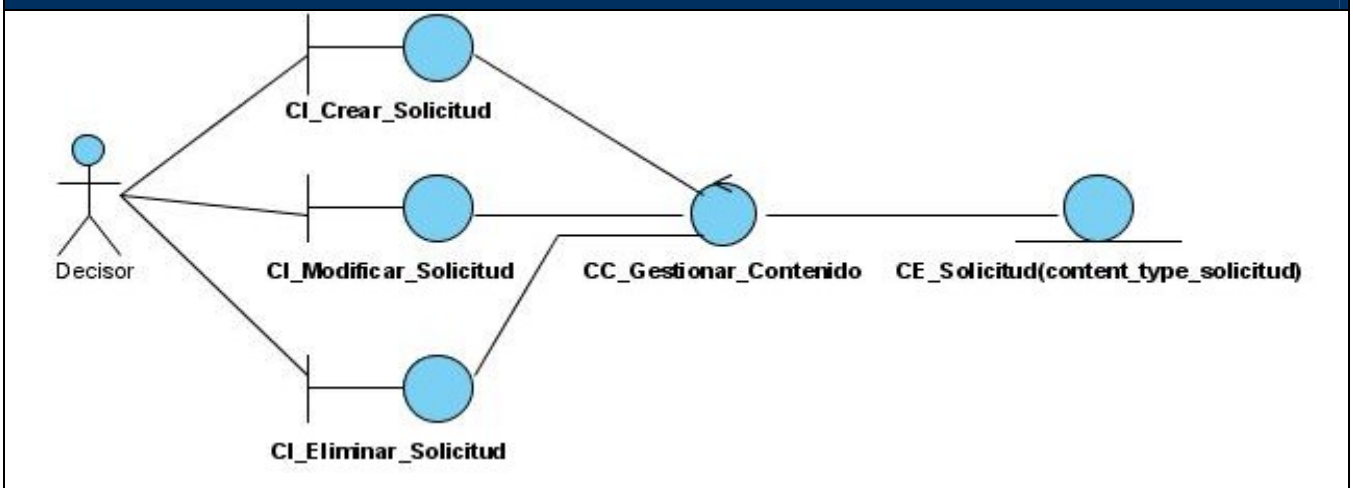 CI_Crear_Solicitud
Decisor
CI_Modificar_Solicitud
CC_Gestionar_Contenido
CE_Solicitud(content_type_solicitud)
CI_Eliminar_Solicitud